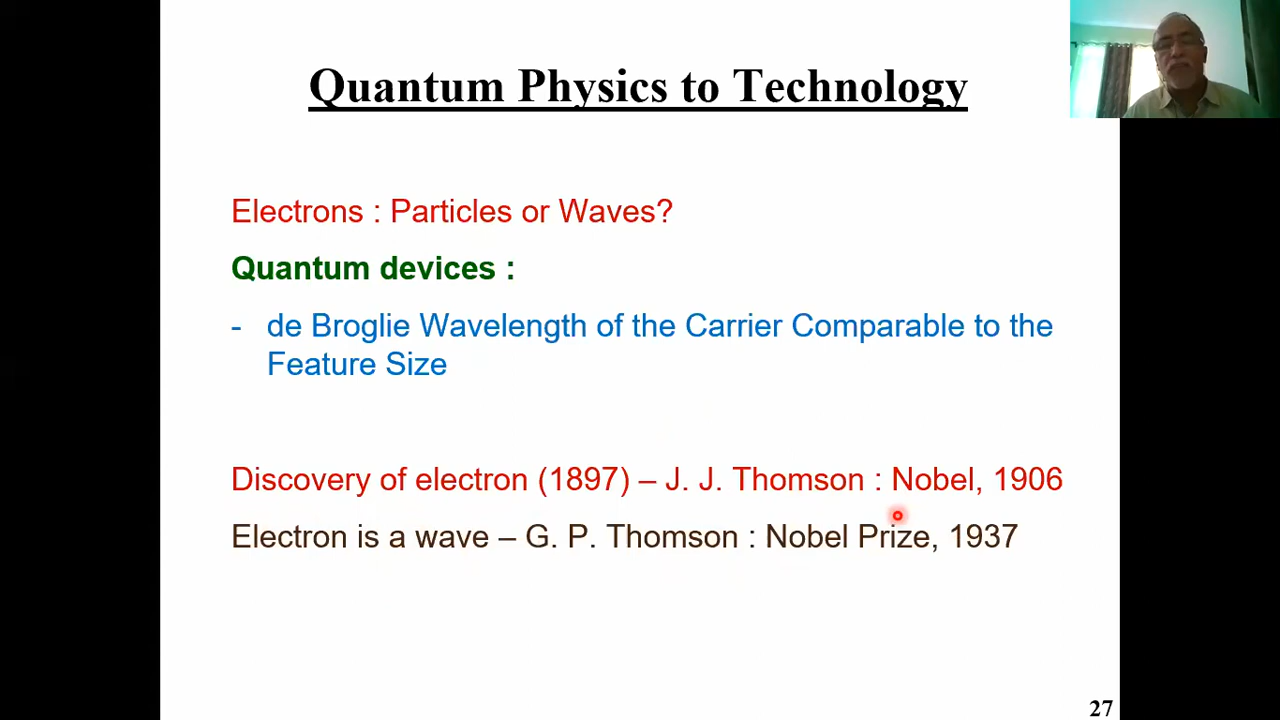 Quantum Physics to Technology
Electrons : Particles or Waves?
Quantum devices :
- de Broglie Wavelength of the Carrier Comparable to the
Feature Size
Discovery of electron (1897) – J. J. Thomson : Nobel, 1906
Electron is a wave – G. P. Thomson : Nobel Prize, 1937
27